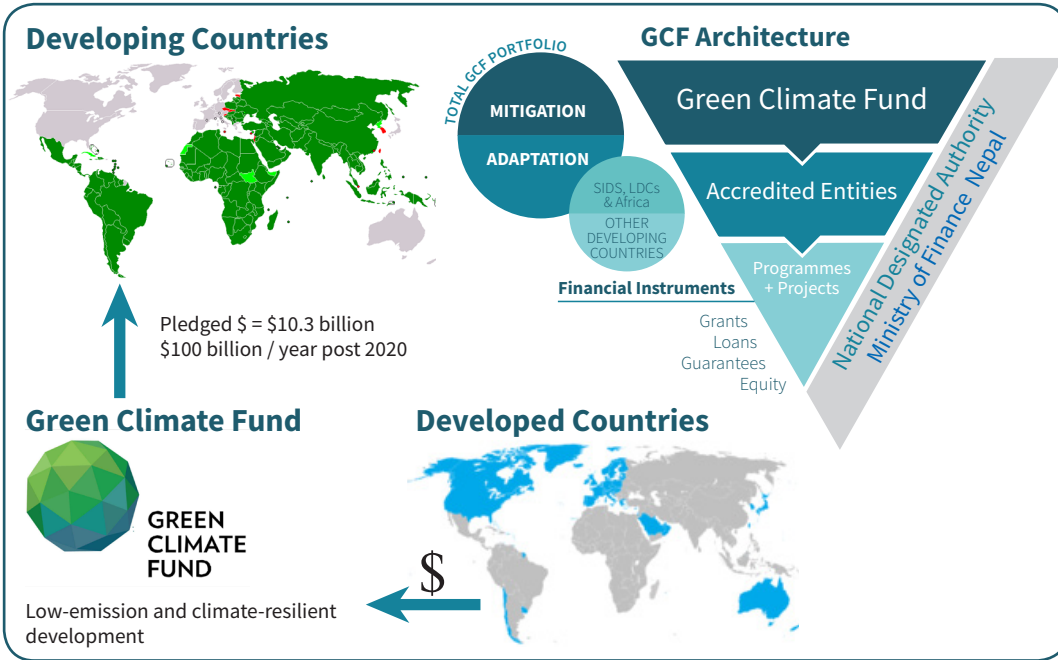 Developing Countries
Pledged $ = $10.3 billion
$100 billion / year post 2020
Green Climate Fund
GREEN
CLIMATE
FUND
Low-emission and climate-resilient
development
$
Developed Countries
GCF Architecture
TOTAL GCF PORTFOLIO
MITIGATION
ADAPTATION
SIDS, LDCs
& Africa
OTHER
DEVELOPING
COUNTRIES
Green Climate Fund
Accredited Entities
Programmes
+ Projects
Financial Instruments
Grants
Loans
Guarantees
Equity
National Designated Authority
Ministry of Finance Nepal